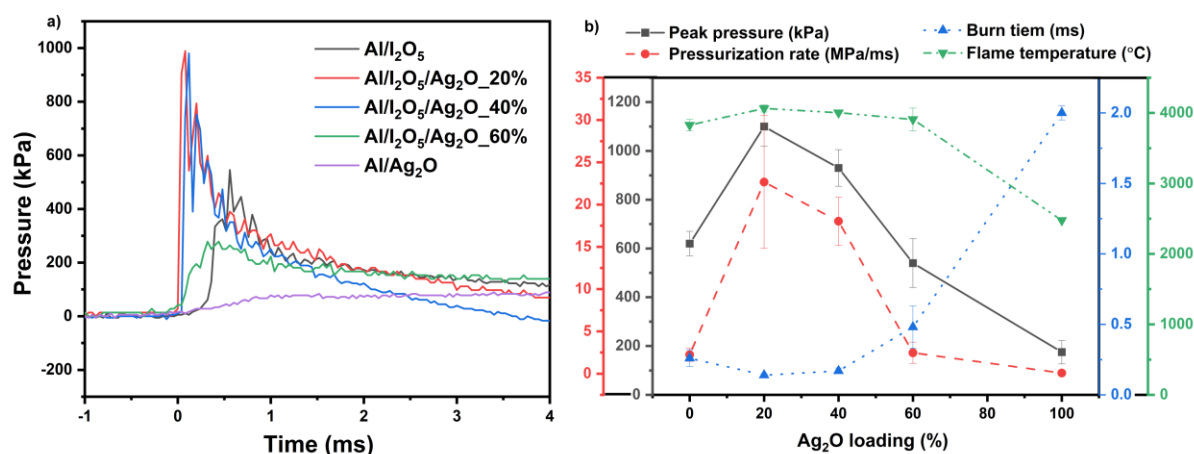 a)
Pressure (kPa)
1000
800
600
400
200
0
-200
Al/I₂O₅
Al/I₂O₅/Ag₂O_20%
Al/I₂O₅/Ag₂O_40%
Al/I₂O₅/Ag₂O_60%
Al/Ag₂O
-1 0 1 2 3 4
Time (ms)
b)
Peak pressure (kPa)
Burn tiem (ms)
Pressurization rate (MPa/ms)
Flame temperature (°C)
35
30
25
20
15
10
5
0
1200
1000
800
600
400
200
0
2.0
1.5
1.0
0.5
0.0
4000
3000
2000
4000
0
0 20 40 60 80 100
Ag₂O loading (%)